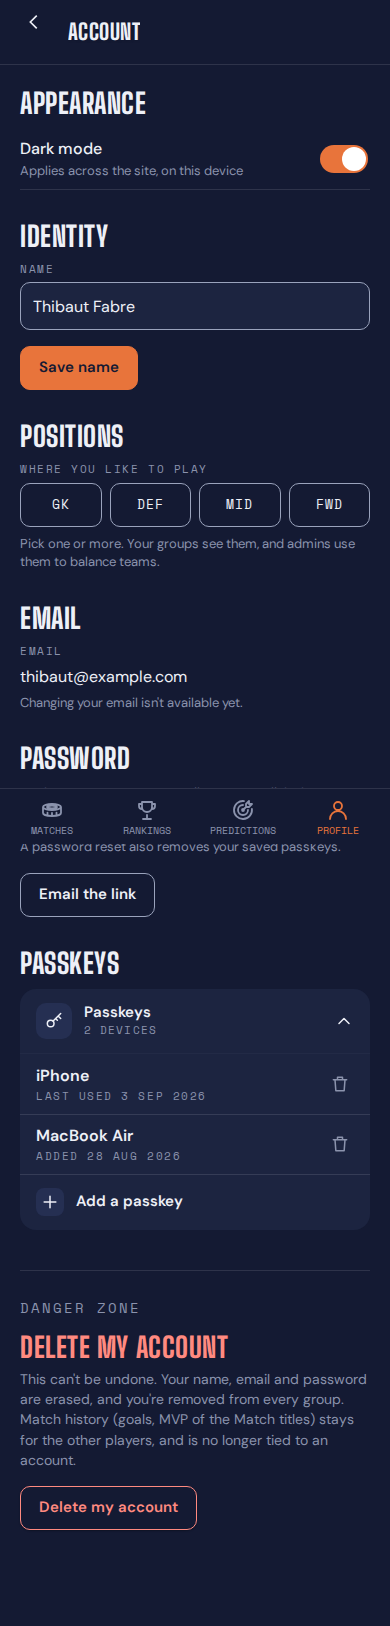 ACCOUNT
APPEARANCE
Dark mode
Applies across the site, on this device
IDENTITY
NAME
Thibaut Fabre
Save name
POSITIONS
WHERE YOU LIKE TO PLAY
GK DEF MID FWD
Pick one or more. Your groups see them, and admins use
them to balance teams.
EMAIL
EMAIL
thibaut@example.com
Changing your email isn't available yet.
PASSWORD
MATCHES RANKINGS PREDICTIONS PROFILE
A password reset also removes your saved passkeys.
Email the link
PASSKEYS
Passkeys
2 DEVICES
iPhone
LAST USED 3 SEP 2026
MacBook Air
ADDED 28 AUG 2026
Add a passkey
DANGER ZONE
DELETE MY ACCOUNT
This can't be undone. Your name, email and password
are erased, and you're removed from every group.
Match history (goals, MVP of the Match titles) stays
for the other players, and is no longer tied to an
account.
Delete my account